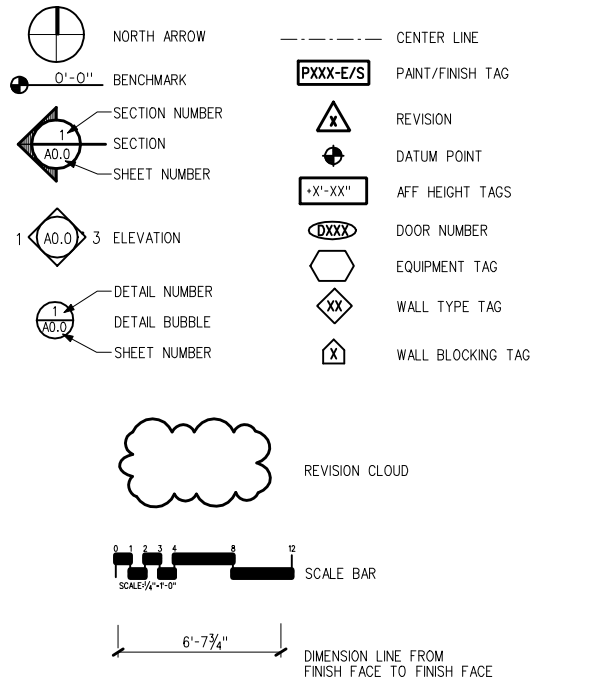 NORTH ARROW
0'-0" BENCHMARK
SECTION NUMBER
1
SECTION
A0.0
SHEET NUMBER
1 A0.0 3 ELEVATION
DETAIL NUMBER
1
DETAIL BUBBLE
A0.0
SHEET NUMBER
CENTER LINE
PXXX-E/S PAINT/FINISH TAG
X REVISION
DATUM POINT
+X'-XX" AFF HEIGHT TAGS
DXXX DOOR NUMBER
EQUIPMENT TAG
XX WALL TYPE TAG
X WALL BLOCKING TAG
REVISION CLOUD
0 1 2 3 4 8 12
SCALE BAR
SCALE:¼"=1'-0"
6'-7¾"
DIMENSION LINE FROM
FINISH FACE TO FINISH FACE